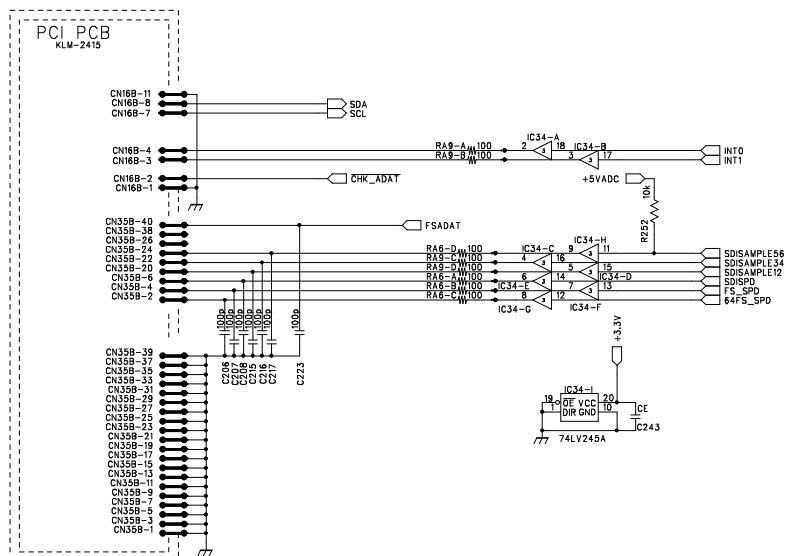 PCI PCB
KLM-2415
CN16B-11
CN16B-8
CN16B-7
SDA
SCL
CN16B-4
CN16B-3
RA9-A 100
RA9-B 100
IC34-A
2 18
IC34-B
3 17
INT0
INT1
CN16B-2
CN16B-1
CHK_ADAT
+5VADC
10k
R252
CN35B-40
CN35B-38
CN35B-26
CN35B-24
CN35B-22
CN35B-20
CN35B-6
CN35B-4
CN35B-2
FSADAT
RA6-D 100
RA9-C 100
RA9-D 100
RA6-A 100
RA6-B 100
RA6-C 100
IC34-C
4 16
IC34-H
9 11
5 15
IC34-D
6 14
IC34-E
7 13
IC34-F
8 12
IC34-G
SDISAMPLE56
SDISAMPLE34
SDISAMPLE12
SDISPD
FS_SPD
64FS_SPD
100p
100p
100p
100p
100p
100p
100p
C206
C207
C208
C215
C216
C217
C223
CN35B-39
CN35B-37
CN35B-35
CN35B-33
CN35B-31
CN35B-29
CN35B-27
CN35B-25
CN35B-23
CN35B-21
CN35B-19
CN35B-17
CN35B-15
CN35B-13
CN35B-11
CN35B-9
CN35B-7
CN35B-5
CN35B-3
CN35B-1
+3.3V
IC34-I
19 OE VCC 20
1 DIR GND 10
74LV245A
CE
C243